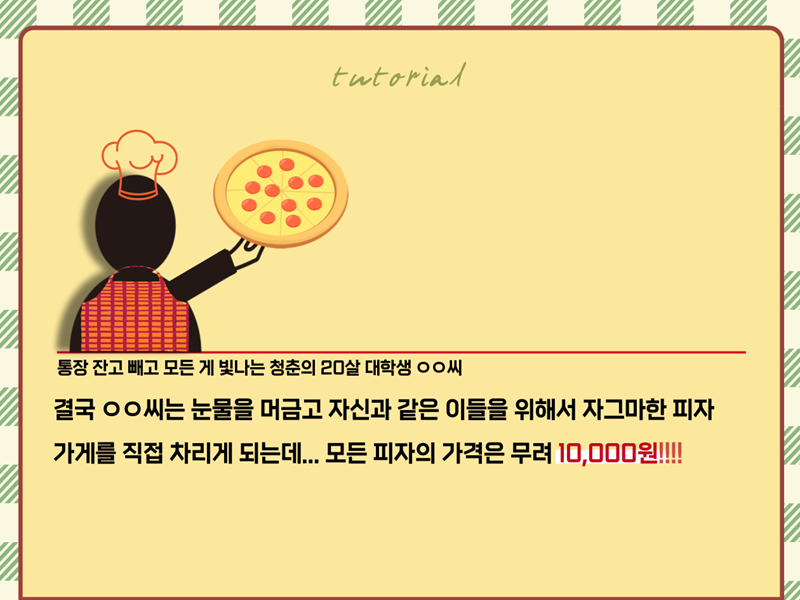 tutorial
통장 잔고 빼고 모든 게 빛나는 청춘의 20살 대학생 ㅇㅇ씨
결국 ㅇㅇ씨는 눈물을 머금고 자신과 같은 이들을 위해서 자그마한 피자
가게를 직접 차리게 되는데... 모든 피자의 가격은 무려 10,000원!!!!